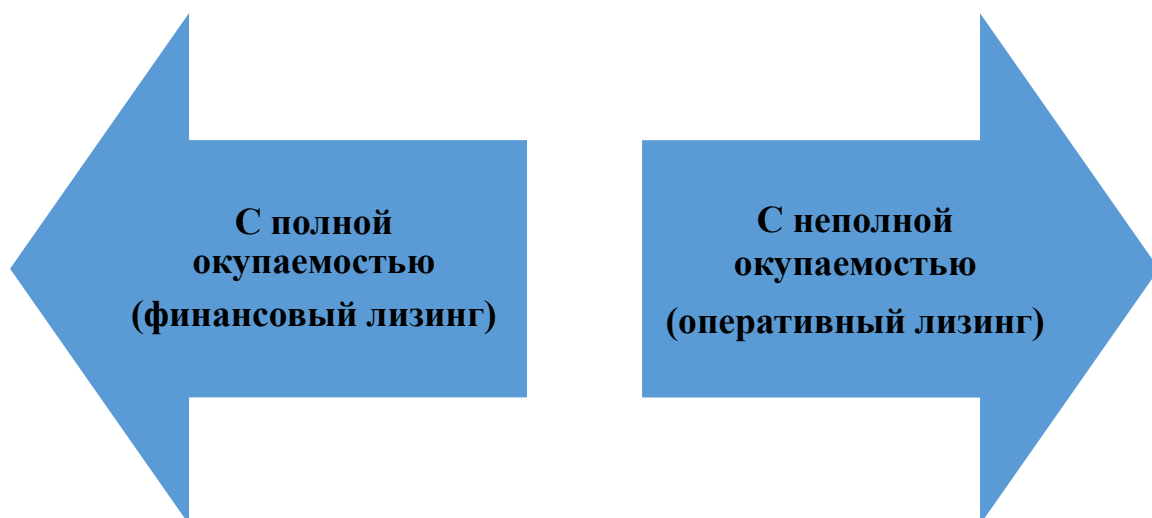 С полной
окупаемостью
(финансовый лизинг)
С неполной
окупаемостью
(оперативный лизинг)